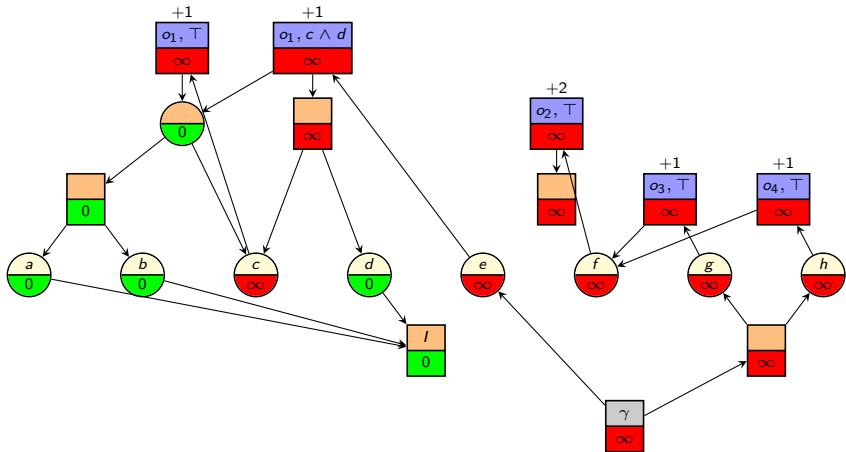 +1 +1
o₁, ⊤ o₁, c ∧ d
∞ ∞
+2
o₂, ⊤
0 ∞ ∞
+1 +1
o₃, ⊤ o₄, ⊤
0 ∞ ∞ ∞
a b c d e f g h
0 0 ∞ 0 ∞ ∞ ∞ ∞
I
0 ∞
γ
∞